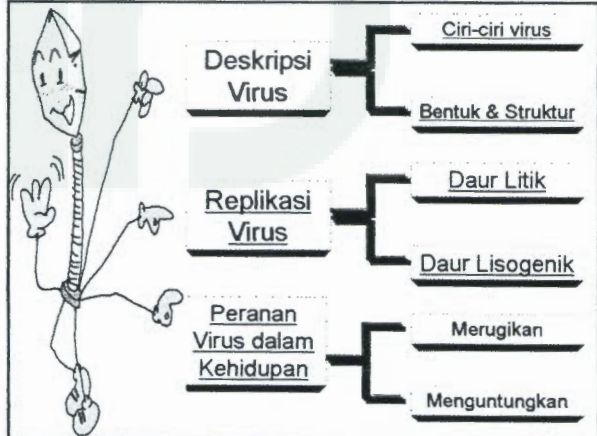 Deskripsi
Virus
Ciri-ciri virus
Bentuk & Struktur
Replikasi
Virus
Daur Litik
Daur Lisogenik
Peranan
Virus dalam
Kehidupan
Merugikan
Menguntungkan